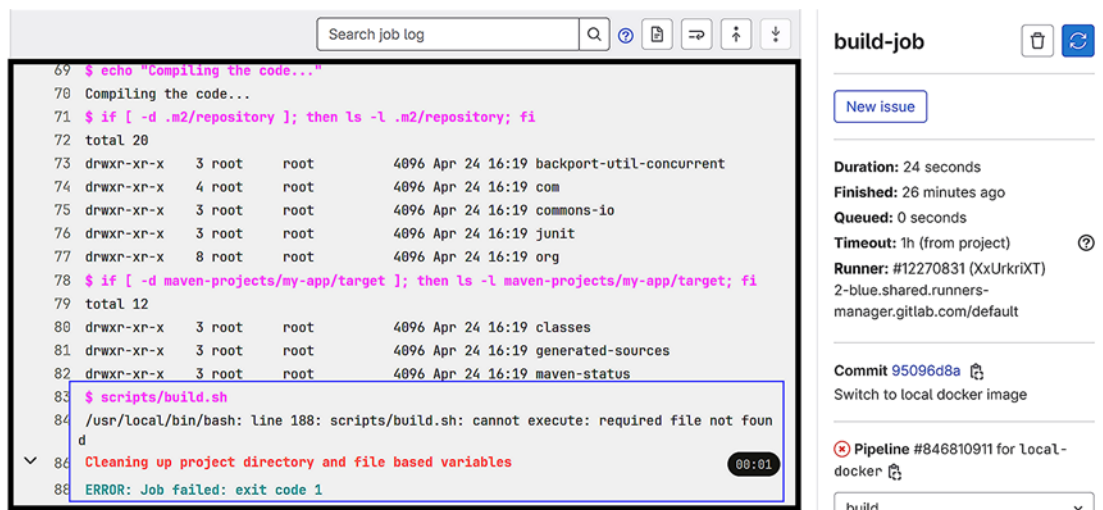 Search job log
69 $ echo "Compiling the code..."
70 Compiling the code...
71 $ if [ -d .m2/repository ]; then ls -l .m2/repository; fi
72 total 20
73 drwxr-xr-x 3 root root 4096 Apr 24 16:19 backport-util-concurrent
74 drwxr-xr-x 4 root root 4096 Apr 24 16:19 com
75 drwxr-xr-x 3 root root 4096 Apr 24 16:19 commons-io
76 drwxr-xr-x 3 root root 4096 Apr 24 16:19 junit
77 drwxr-xr-x 8 root root 4096 Apr 24 16:19 org
78 $ if [ -d maven-projects/my-app/target ]; then ls -l maven-projects/my-app/target; fi
79 total 12
80 drwxr-xr-x 3 root root 4096 Apr 24 16:19 classes
81 drwxr-xr-x 3 root root 4096 Apr 24 16:19 generated-sources
82 drwxr-xr-x 3 root root 4096 Apr 24 16:19 maven-status
83 $ scripts/build.sh
84 /usr/local/bin/bash: line 188: scripts/build.sh: cannot execute: required file not foun
d
86 Cleaning up project directory and file based variables 00:01
88 ERROR: Job failed: exit code 1
build-job
New issue
Duration: 24 seconds
Finished: 26 minutes ago
Queued: 0 seconds
Timeout: 1h (from project)
Runner: #12270831 (XxUrkriXT)
2-blue.shared.runners-
manager.gitlab.com/default
Commit 95096d8a
Switch to local docker image
Pipeline #846810911 for local-
docker
build